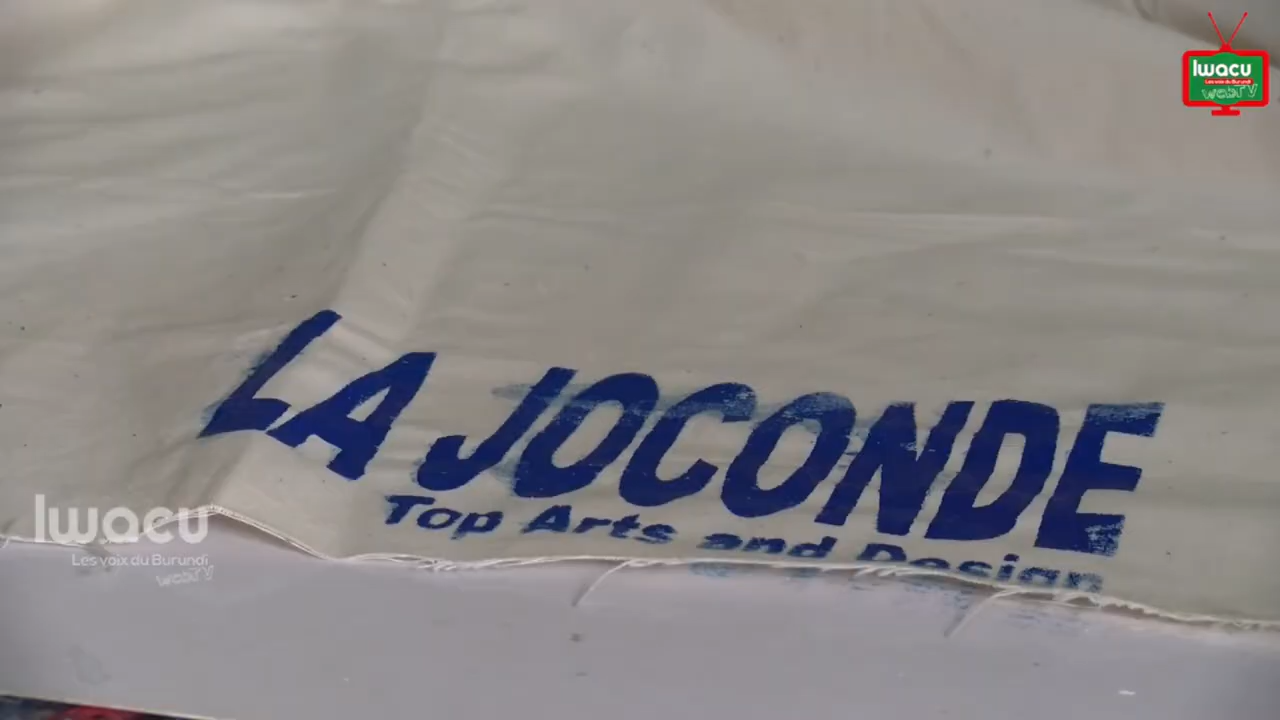 Iwacu
Les voix du Burundi
webTV
LA JOCONDE
Top Arts and Design
Iwacu
Les voix du Burundi
webTV